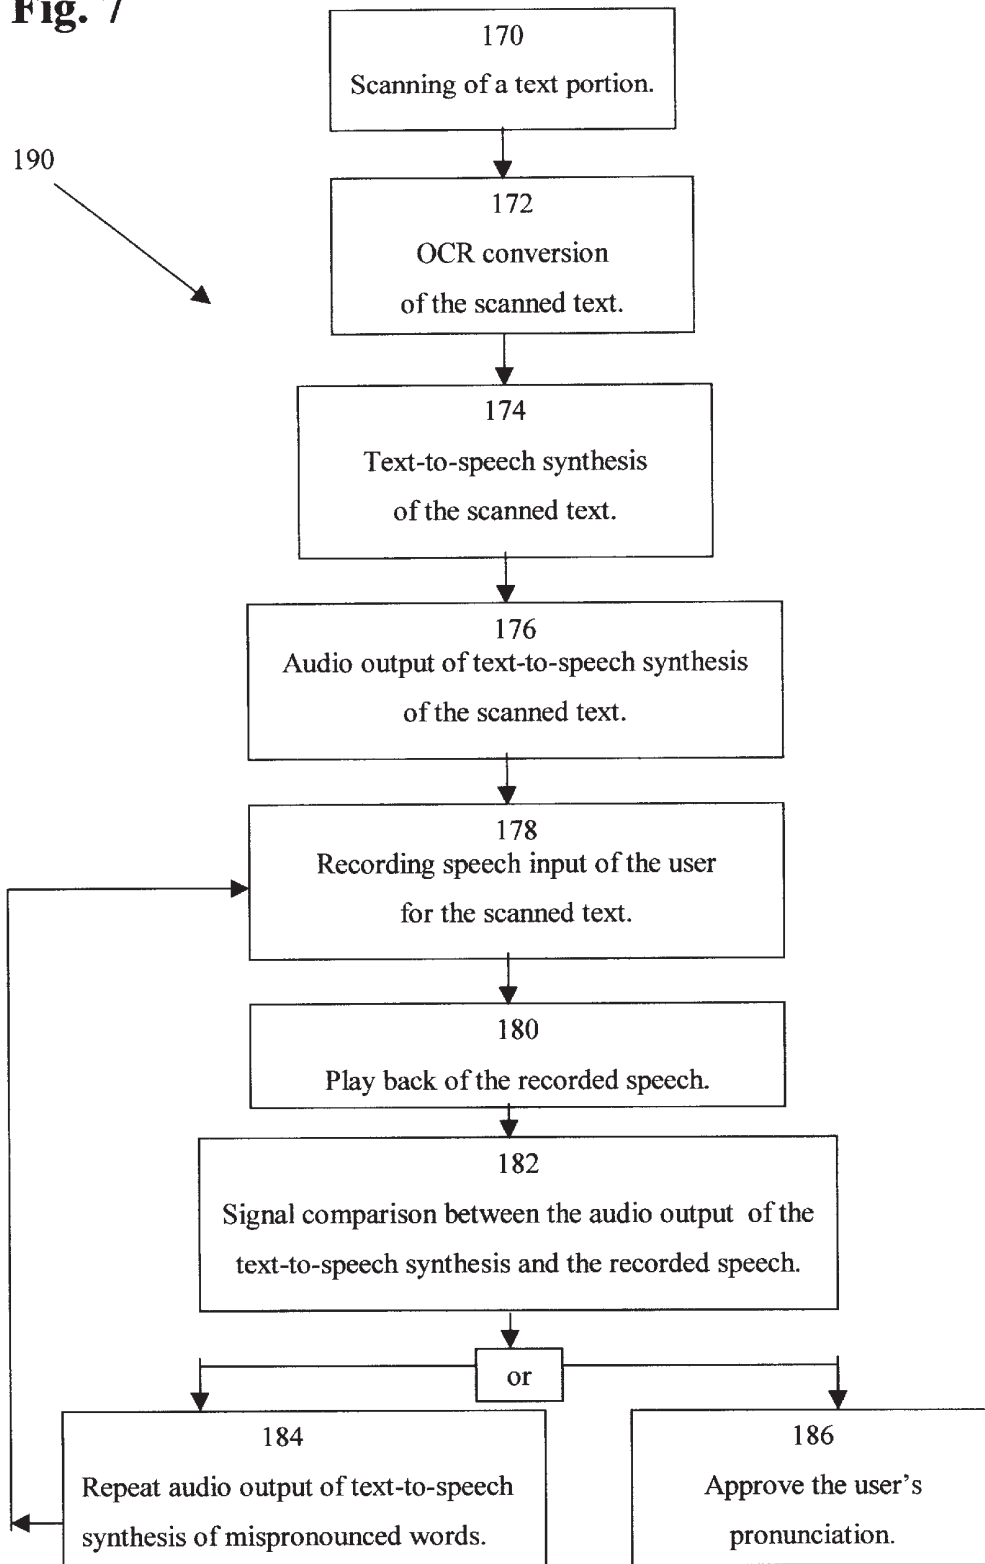 Fig. 7
170
Scanning of a text portion.
190
172
OCR conversion
of the scanned text.
174
Text-to-speech synthesis
of the scanned text.
176
Audio output of text-to-speech synthesis
of the scanned text.
178
Recording speech input of the user
for the scanned text.
180
Play back of the recorded speech.
182
Signal comparison between the audio output of the
text-to-speech synthesis and the recorded speech.
or
184
Repeat audio output of text-to-speech
synthesis of mispronounced words.
186
Approve the user's
pronunciation.